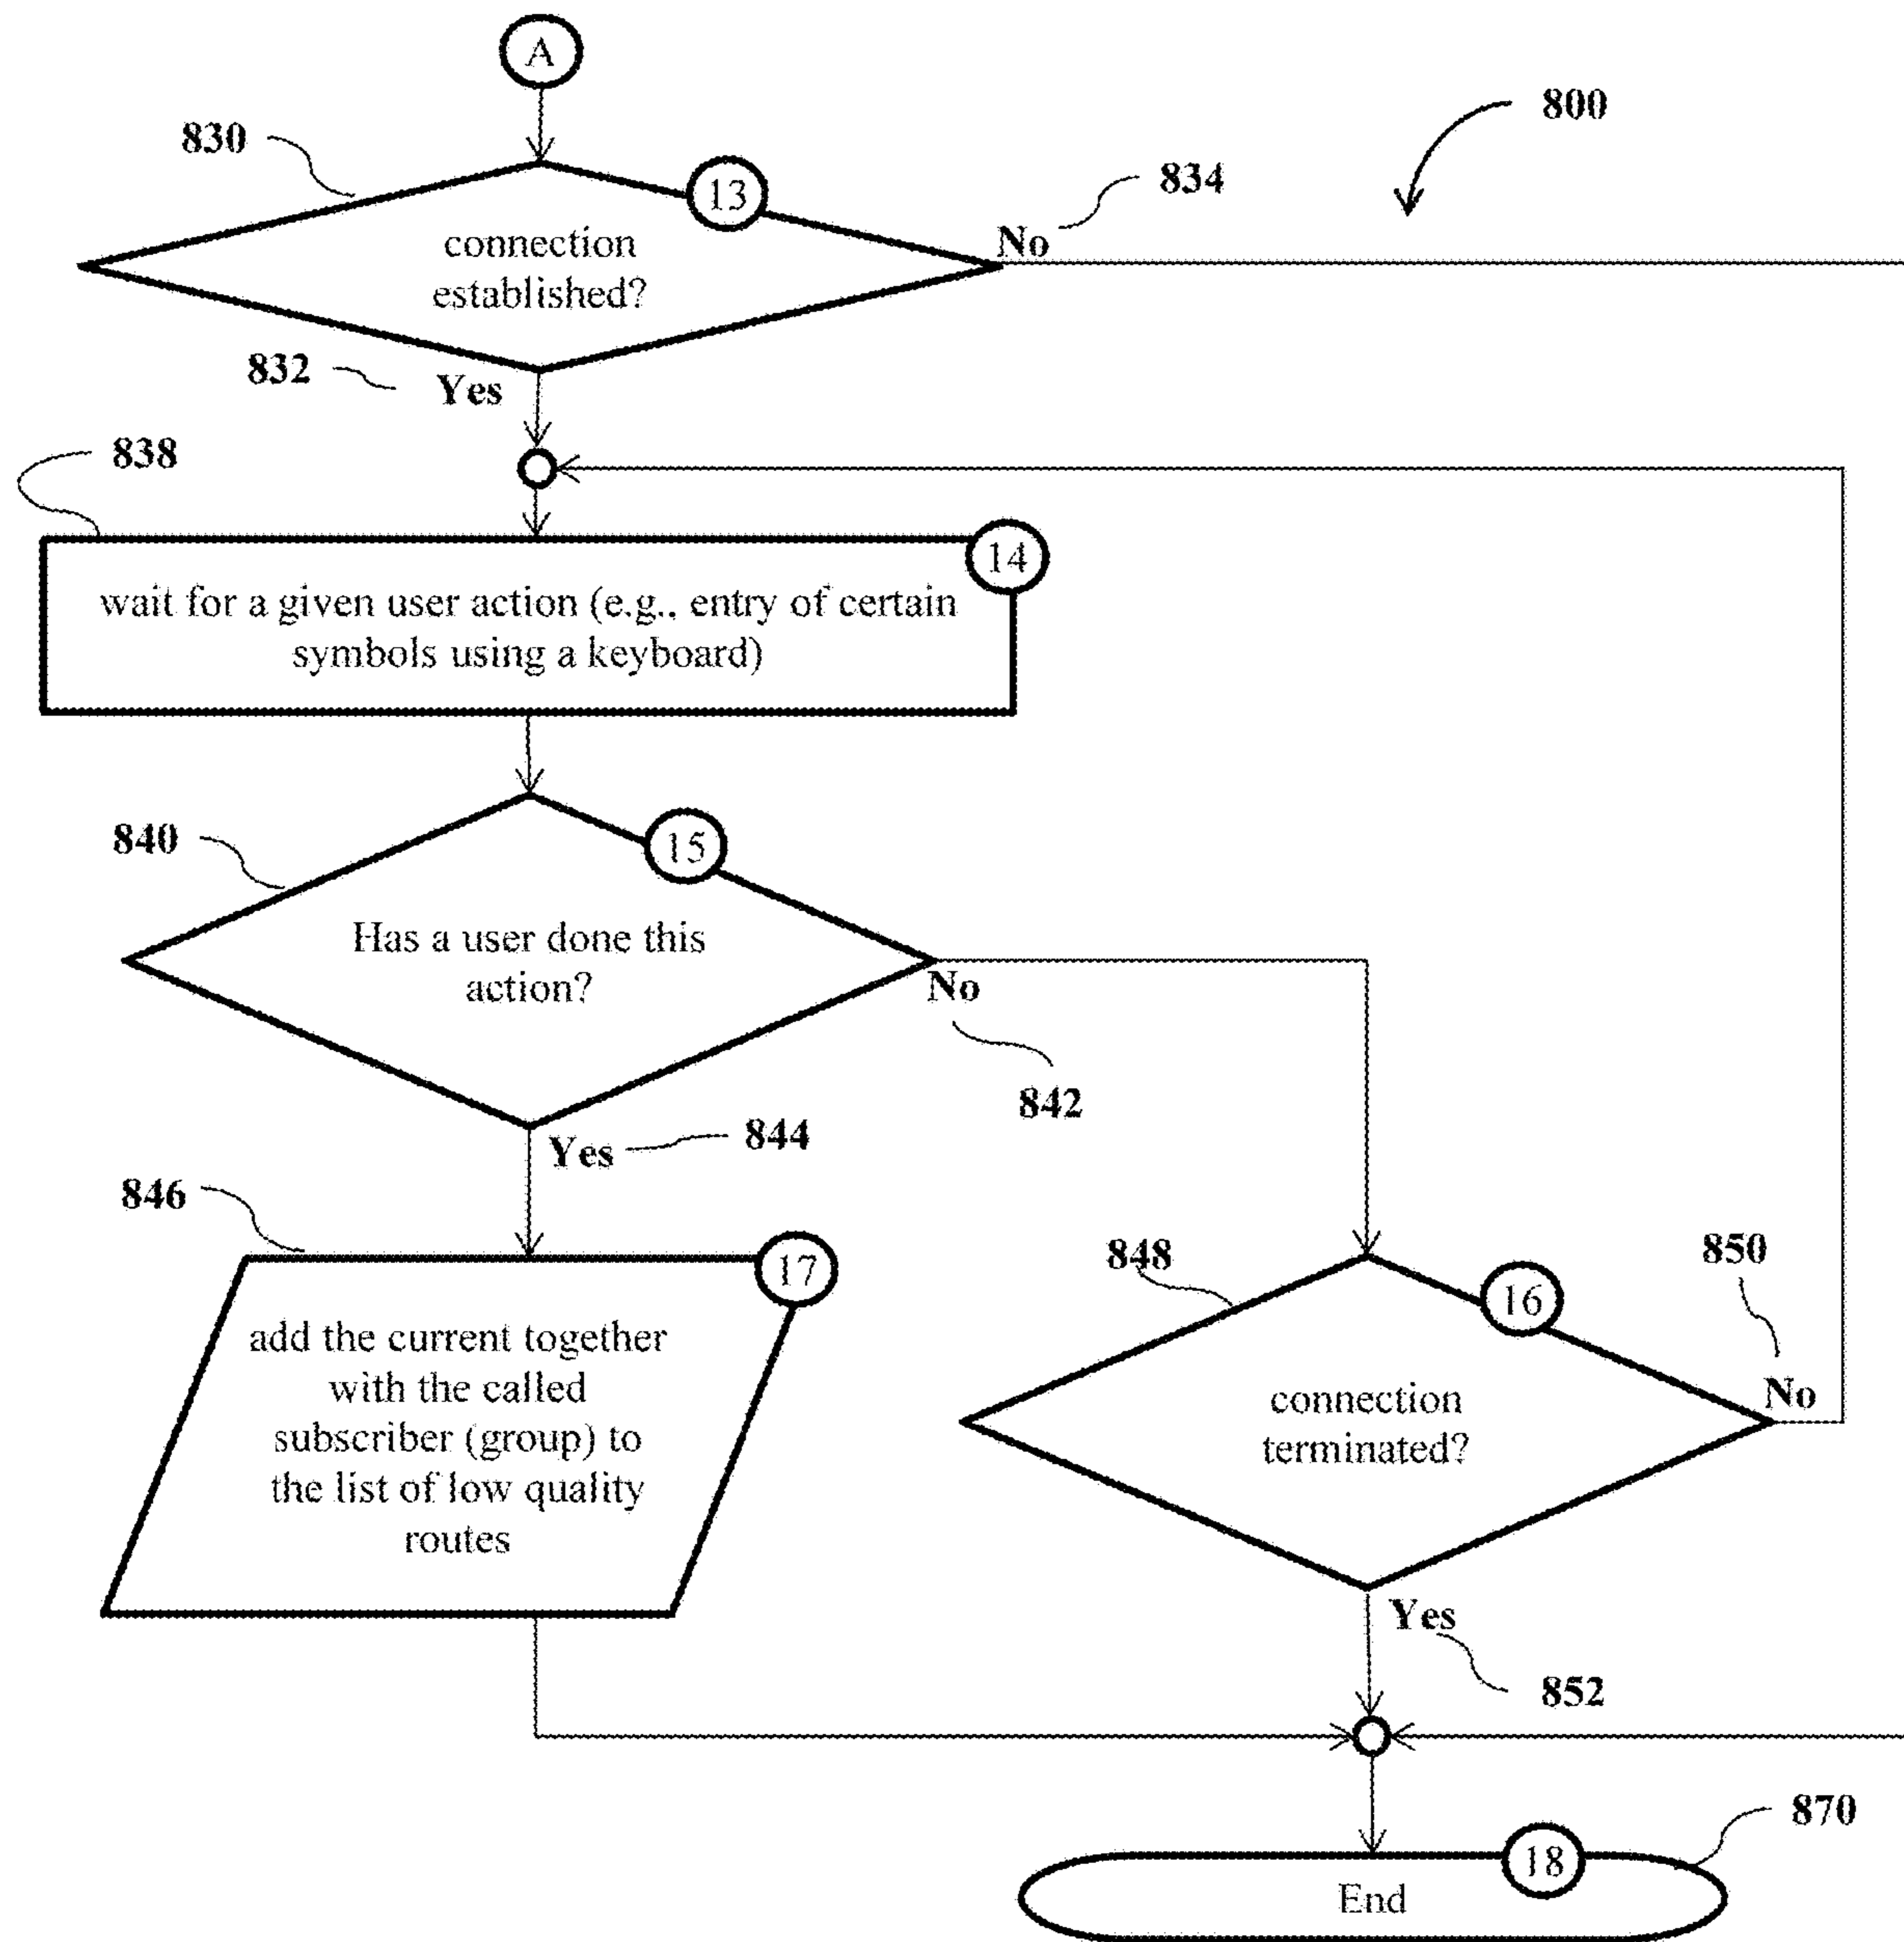 A
800
830
13
834
No
connection
established?
832
Yes
838
14
wait for a given user action (e.g., entry of certain
symbols using a keyboard)
840
15
Has a user done this
action?
No
842
Yes
844
846
17
add the current together
with the called
subscriber (group) to
the list of low quality
routes
848
16
850
No
connection
terminated?
Yes
852
870
18
End